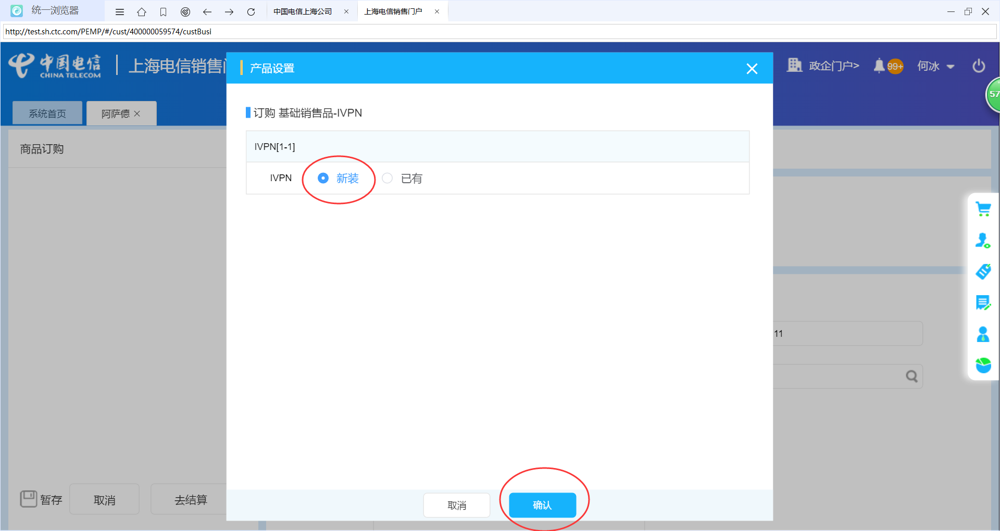 统一浏览器
中国电信上海公司
上海电信销售门户
http://test.sh.ctc.com/PEMP/#/cust/400000059574/custBusi
中国电信
CHINA TELECOM
上海电信销售门
产品设置
政企门户>
99+
何冰
57
系统首页
阿萨德
订购 基础销售品-IVPN
商品订购
IVPN[1-1]
IVPN
新装
已有
11
暂存
取消
去结算
取消
确认